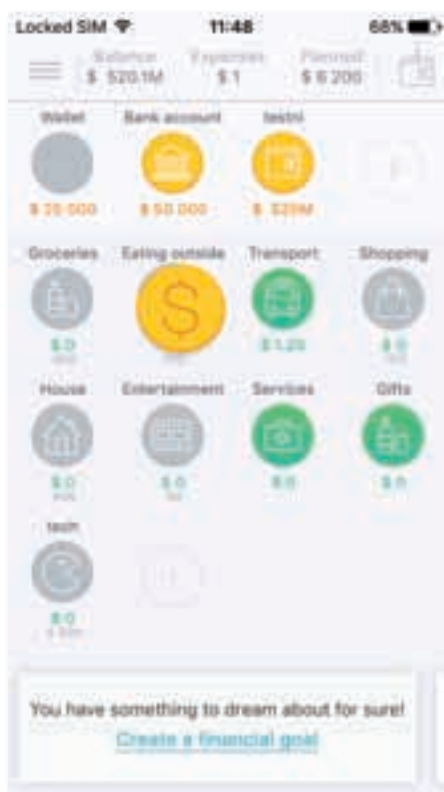 Locked SIM 11:48 68%
Balance Expenses Planned
$ 520.1M $ 1 $ 6 200
Wallet Bank account testni
$ 20 000 $ 50 000 $ 520M
Groceries Eating outside Transport Shopping
$ 0 $ 1.20 $ 0
House Entertainment Services Gifts
$ 0 $ 0 $ 0 $ 0
tech
$ 0
You have something to dream about for sure!
Create a financial goal